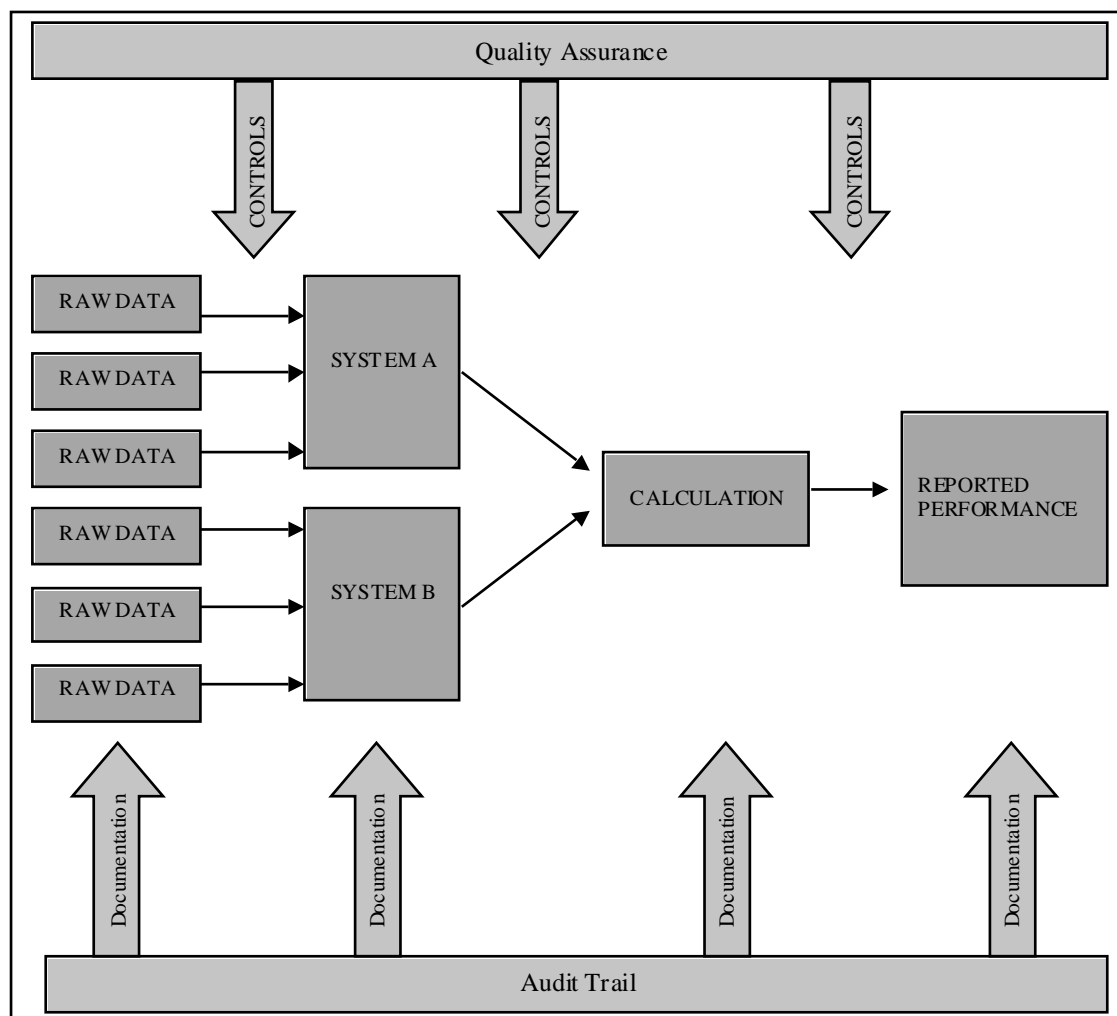 Quality Assurance
CONTROLS
CONTROLS
CONTROLS
RAW DATA
RAW DATA
RAW DATA
RAW DATA
RAW DATA
RAW DATA
SYSTEM A
SYSTEM B
CALCULATION
REPORTED
PERFORMANCE
Documentation
Documentation
Documentation
Documentation
Audit Trail